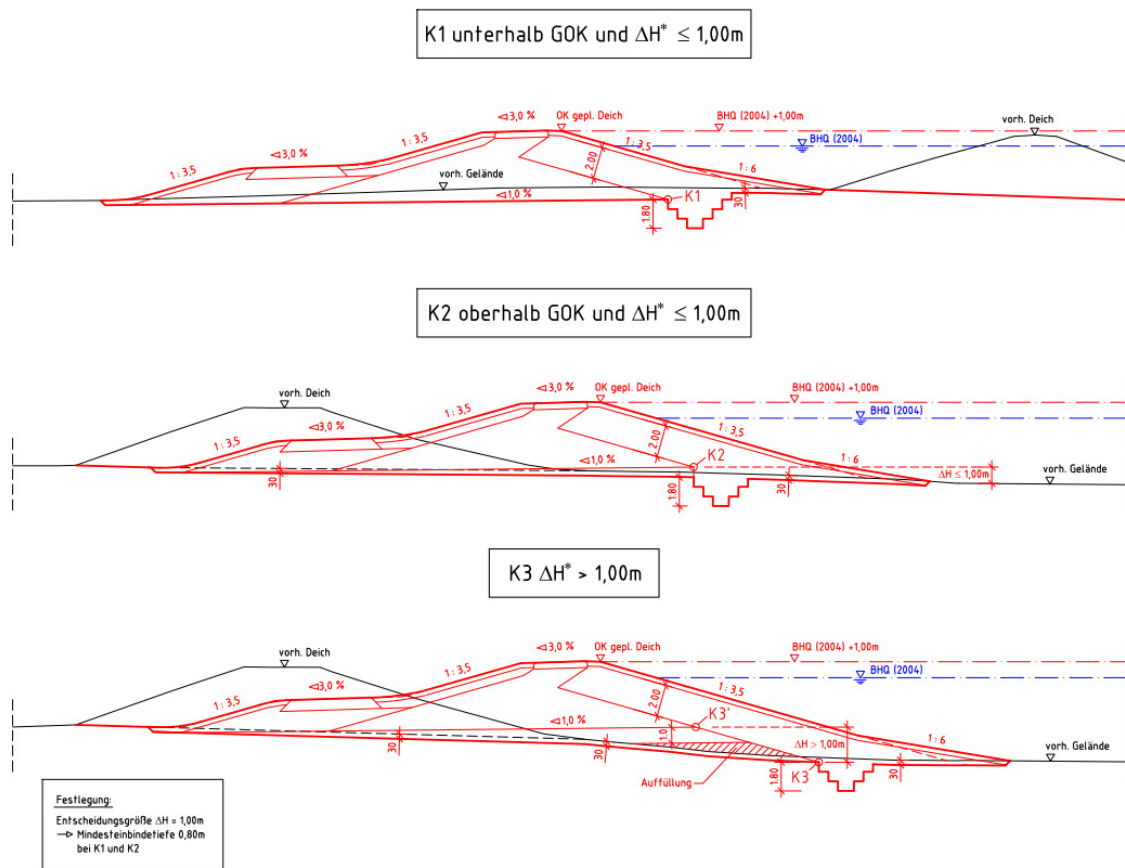 K1 unterhalb GOK und ΔH* ≤ 1,00m
⊲3,0 %
OK gepl. Deich
BHQ (2004) +1,00m
vorh. Deich
BHQ (2004)
1 : 3,5
⊲3,0 %
1 : 3,5
2.00
1 : 3,5
1 : 6
vorh. Gelände
⊲1,0 %
K1
1.80
30
K2 oberhalb GOK und ΔH* ≤ 1,00m
⊲3,0 %
OK gepl. Deich
BHQ (2004) +1,00m
vorh. Deich
BHQ (2004)
1 : 3,5
⊲3,0 %
1 : 3,5
2.00
1 : 3,5
1 : 6
⊲1,0 %
K2
ΔH ≤ 1,00m
vorh. Gelände
30
1.80
30
K3 ΔH* > 1,00m
⊲3,0 %
OK gepl. Deich
BHQ (2004) +1,00m
vorh. Deich
BHQ (2004)
1 : 3,5
⊲3,0 %
1 : 3,5
2.00
1 : 3,5
K3'
⊲1,0 %
1.0
ΔH > 1,00m
1 : 6
vorh. Gelände
30
30
Auffüllung
1.80
K3
30
Festlegung:
Entscheidungsgröße ΔH = 1,00m
→ Mindesteinbindetiefe 0,80m
bei K1 und K2